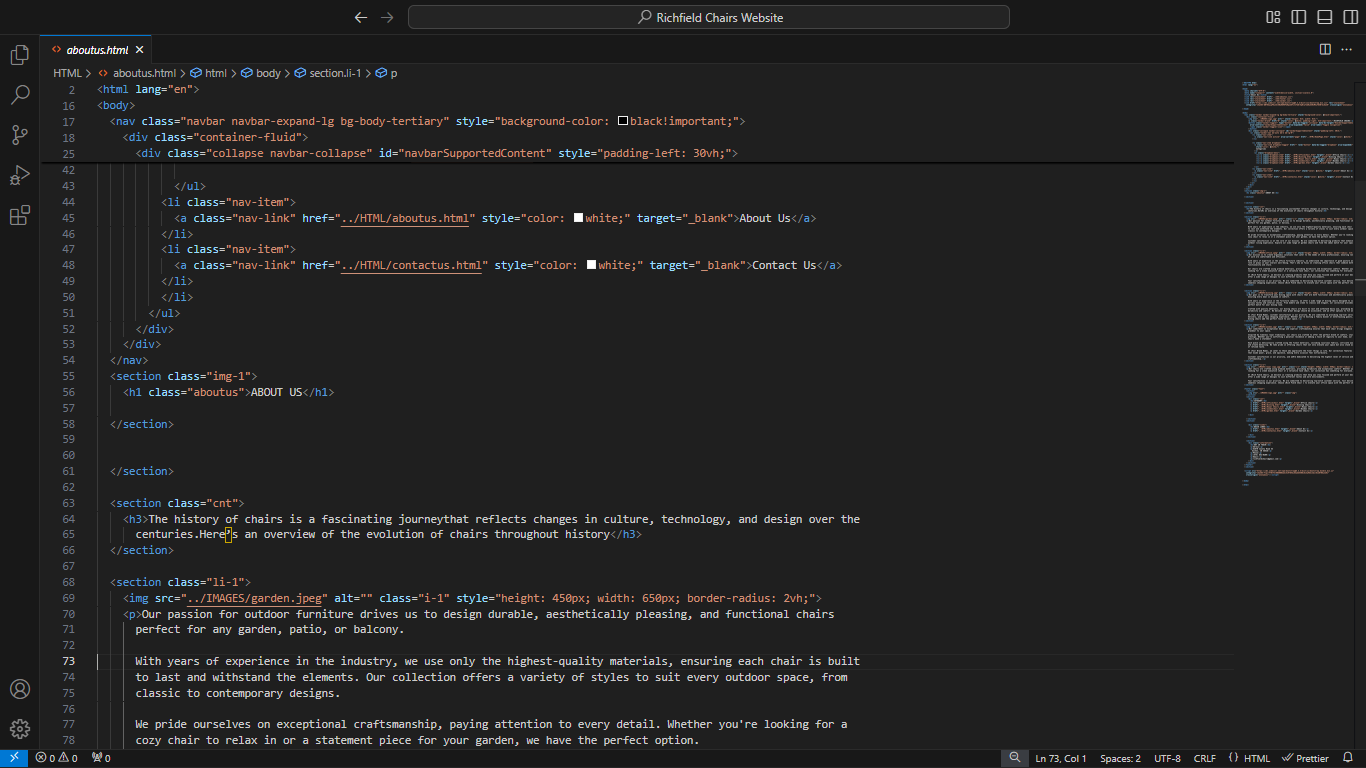 Richfield Chairs Website
aboutus.html
HTML > aboutus.html > html > body > section.li-1 > p
2 <html lang="en">
16 <body>
17 <nav class="navbar navbar-expand-lg bg-body-tertiary" style="background-color: black!important;">
18 <div class="container-fluid">
25 <div class="collapse navbar-collapse" id="navbarSupportedContent" style="padding-left: 30vh;">
42
43 </ul>
44 <li class="nav-item">
45 <a class="nav-link" href="../HTML/aboutus.html" style="color: white;" target="_blank">About Us</a>
46 </li>
47 <li class="nav-item">
48 <a class="nav-link" href="../HTML/contactus.html" style="color: white;" target="_blank">Contact Us</a>
49 </li>
50 </li>
51 </ul>
52 </div>
53 </div>
54 </nav>
55 <section class="img-1">
56 <h1 class="aboutus">ABOUT US</h1>
57
58 </section>
59
60
61 </section>
62
63 <section class="cnt">
64 <h3>The history of chairs is a fascinating journeythat reflects changes in culture, technology, and design over the
65 centuries.Here’s an overview of the evolution of chairs throughout history</h3>
66 </section>
67
68 <section class="li-1">
69 <img src="../IMAGES/garden.jpeg" alt="" class="i-1" style="height: 450px; width: 650px; border-radius: 2vh;">
70 <p>Our passion for outdoor furniture drives us to design durable, aesthetically pleasing, and functional chairs
71 perfect for any garden, patio, or balcony.
72
73 With years of experience in the industry, we use only the highest-quality materials, ensuring each chair is built
74 to last and withstand the elements. Our collection offers a variety of styles to suit every outdoor space, from
75 classic to contemporary designs.
76
77 We pride ourselves on exceptional craftsmanship, paying attention to every detail. Whether you're looking for a
78 cozy chair to relax in or a statement piece for your garden, we have the perfect option.
0 0 0 Ln 73, Col 1 Spaces: 2 UTF-8 CRLF {} HTML Prettier